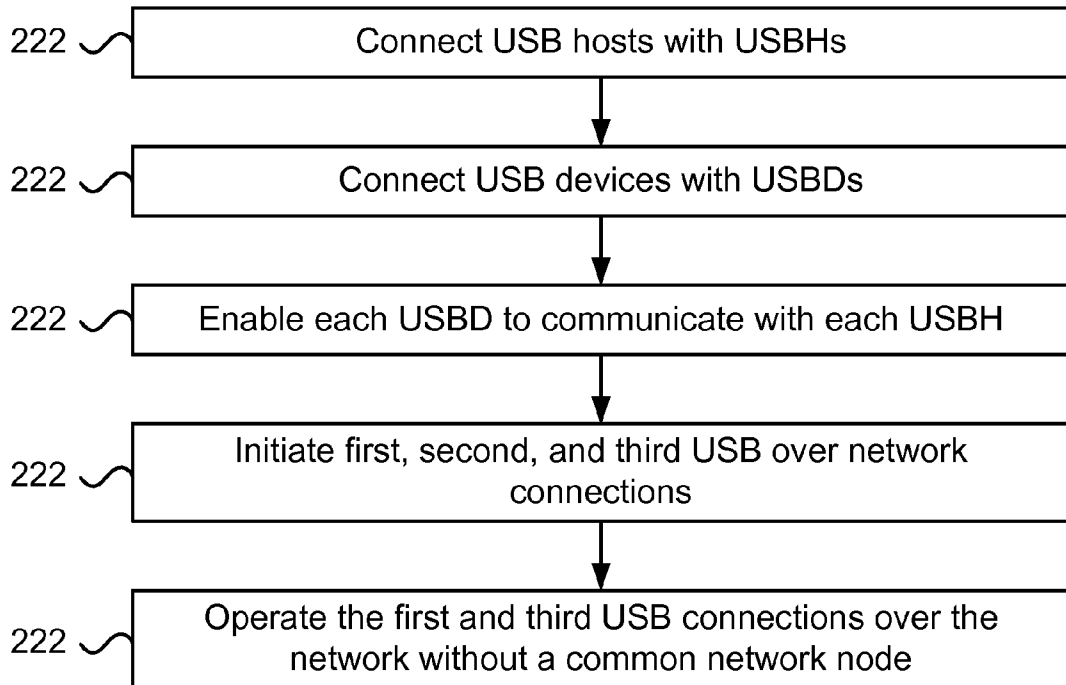 222 Connect USB hosts with USBHs
222 Connect USB devices with USBDs
222 Enable each USBD to communicate with each USBH
222 Initiate first, second, and third USB over network
connections
222 Operate the first and third USB connections over the
network without a common network node